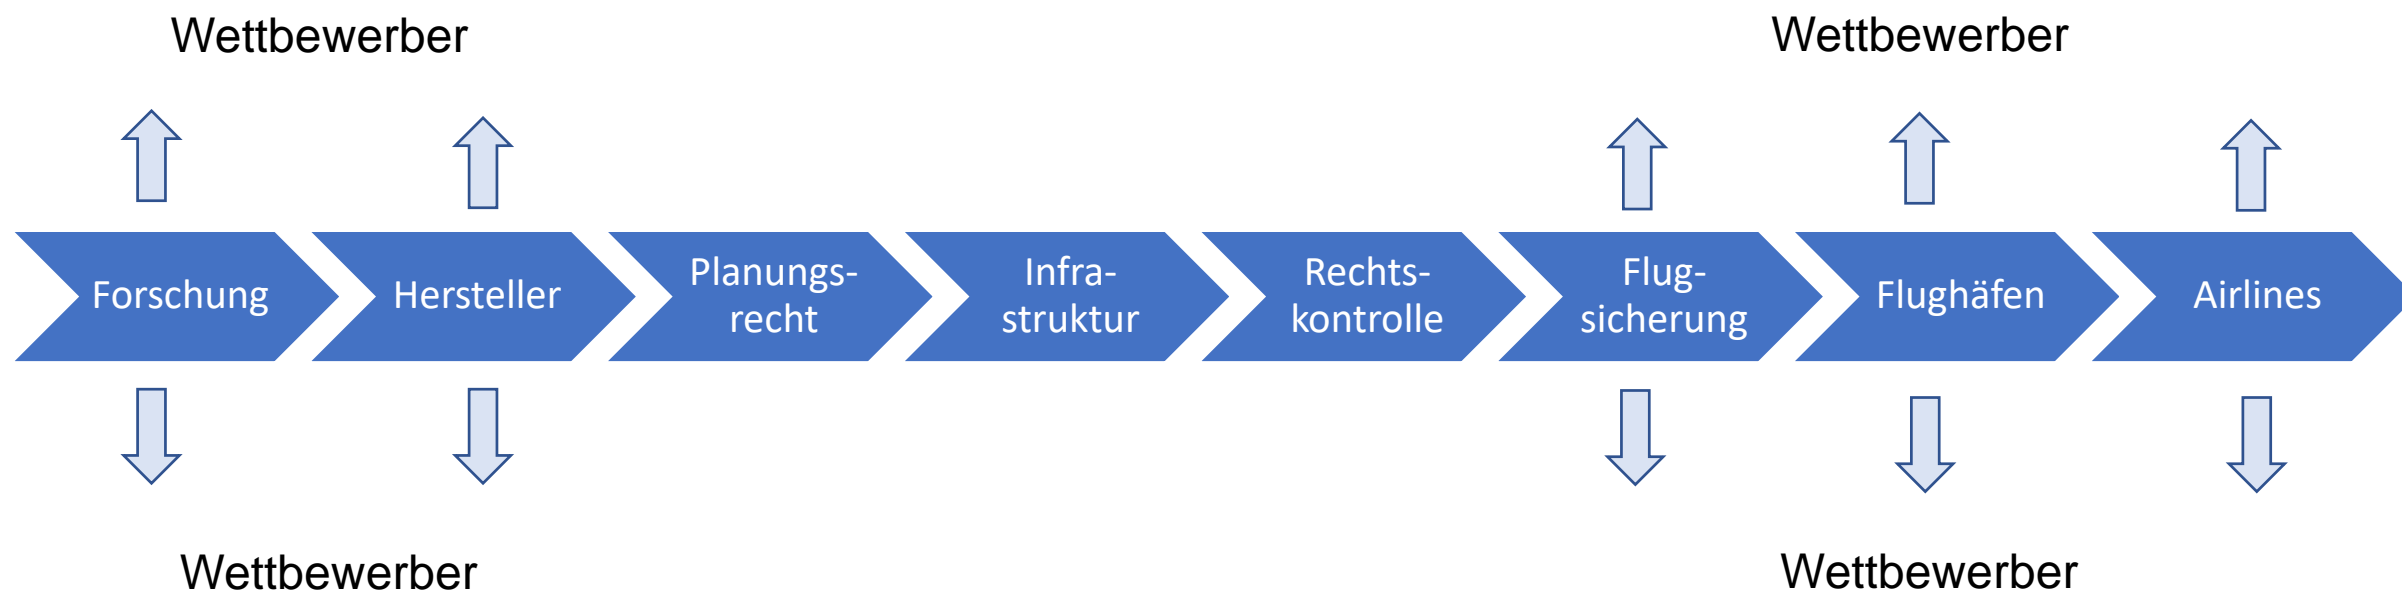 Wettbewerber
Wettbewerber
Forschung
Hersteller
Planungs-
recht
Infra-
struktur
Rechts-
kontrolle
Flug-
sicherung
Flughäfen
Airlines
Wettbewerber
Wettbewerber